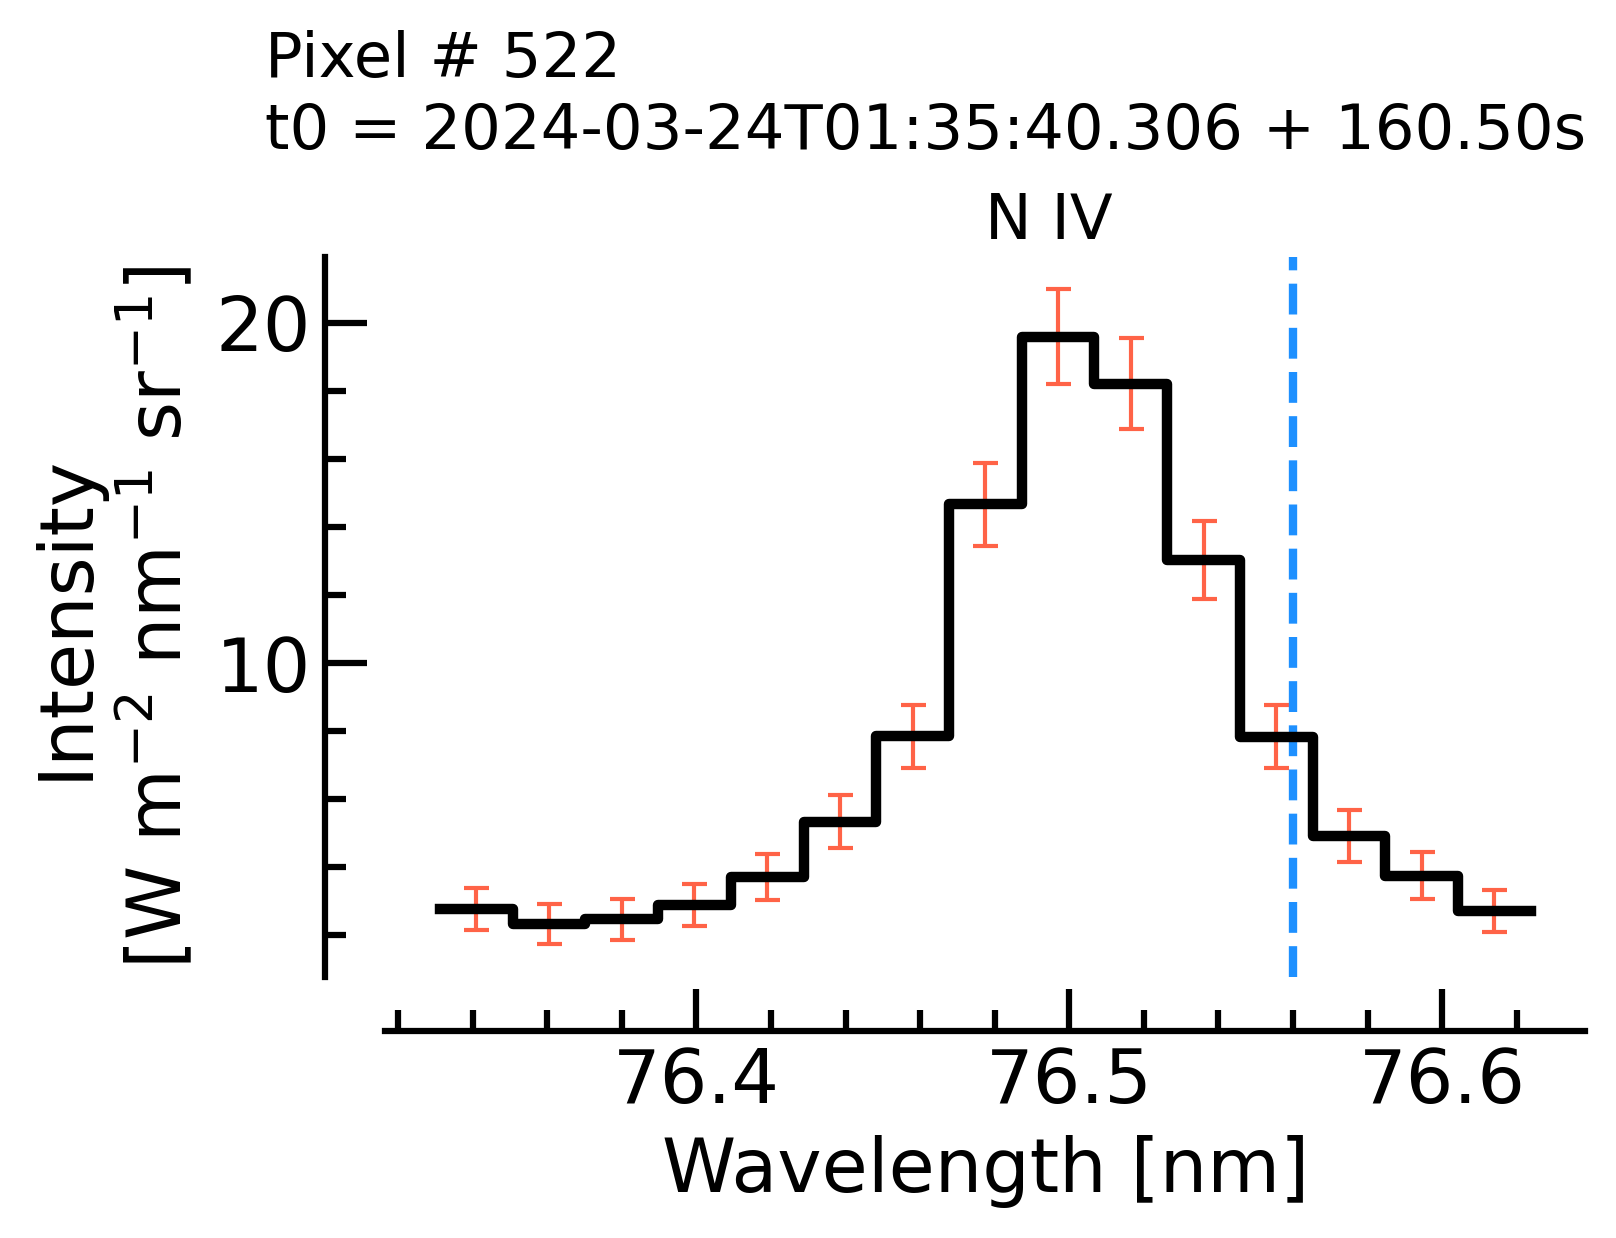 Pixel # 522
t0 = 2024-03-24T01:35:40.306 + 160.50s
N IV
Intensity
[W m⁻² nm⁻¹ sr⁻¹]
20
10
76.4 76.5 76.6
Wavelength [nm]